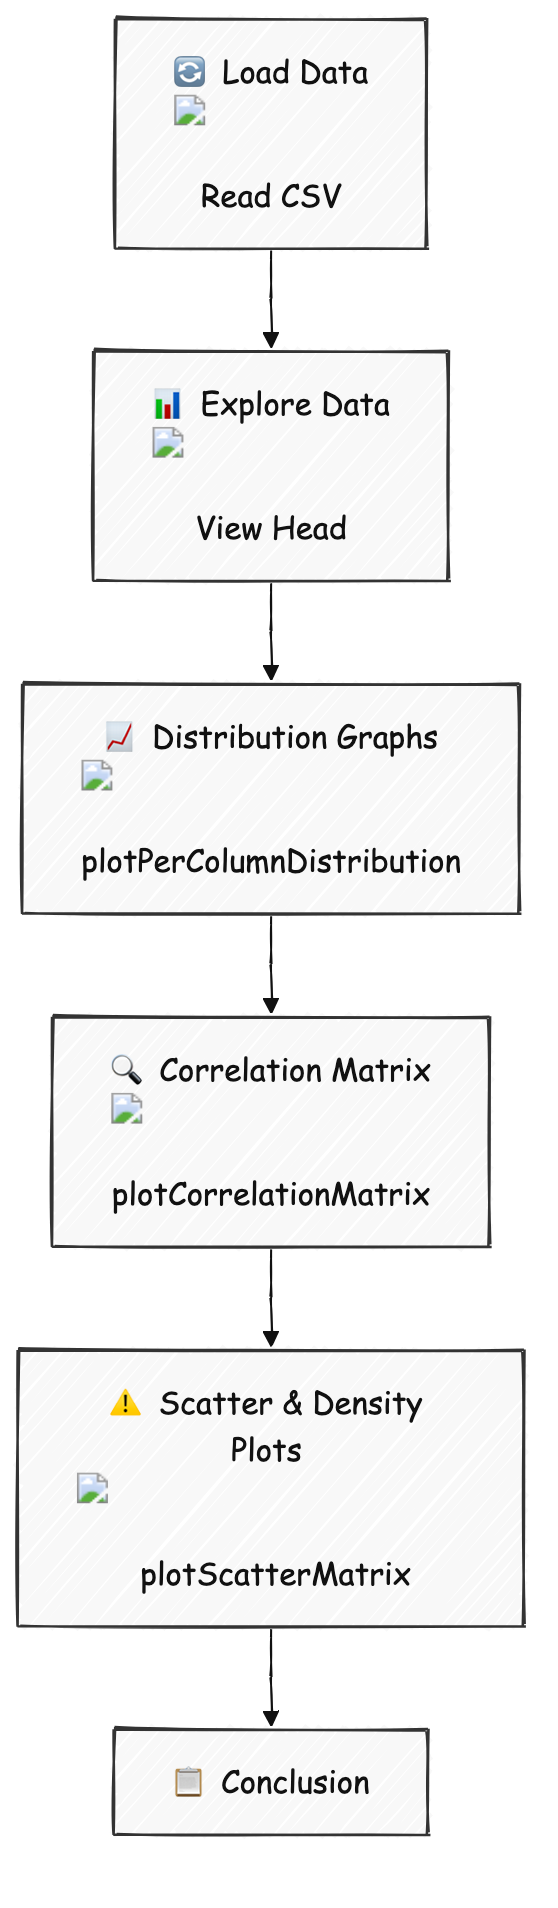 🔄 Load Data
Read CSV
📊 Explore Data
View Head
📈 Distribution Graphs
plotPerColumnDistribution
🔍 Correlation Matrix
plotCorrelationMatrix
⚠️ Scatter & Density
Plots
plotScatterMatrix
📋 Conclusion